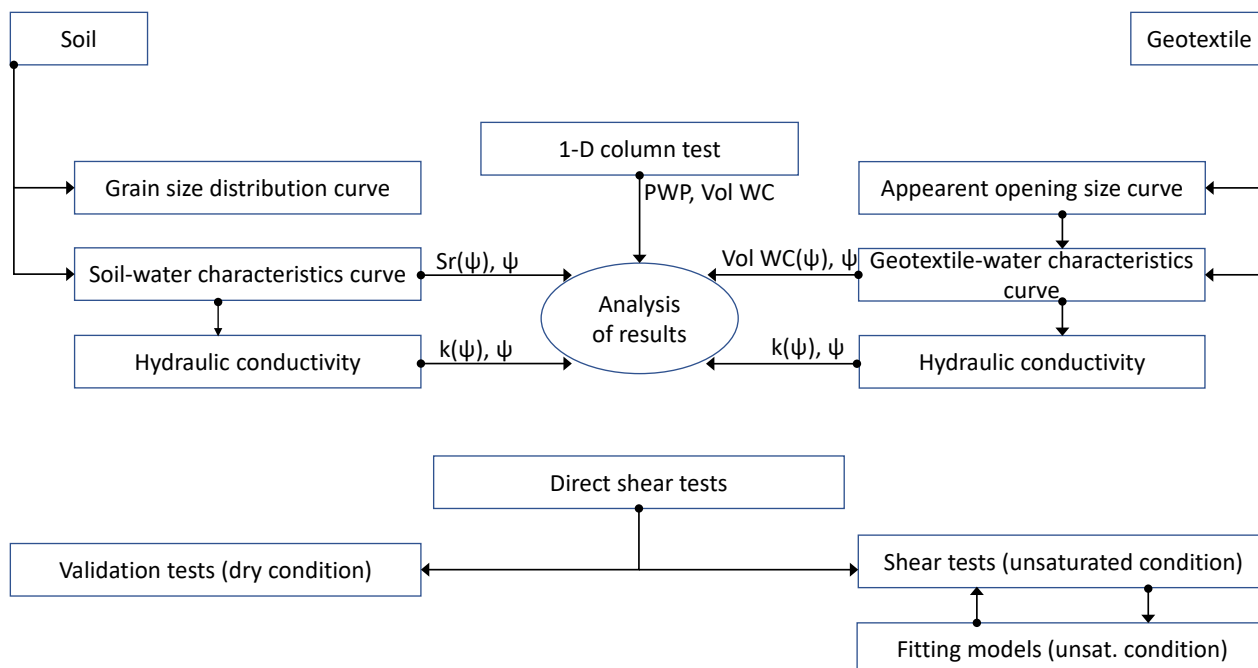 Soil
Geotextile
1-D column test
PWP, Vol WC
Grain size distribution curve
Appearent opening size curve
Soil-water characteristics curve
Sr(ψ), ψ
Vol WC(ψ), ψ
Geotextile-water characteristics
curve
Analysis
of results
Hydraulic conductivity
k(ψ), ψ
k(ψ), ψ
Hydraulic conductivity
Direct shear tests
Validation tests (dry condition)
Shear tests (unsaturated condition)
Fitting models (unsat. condition)